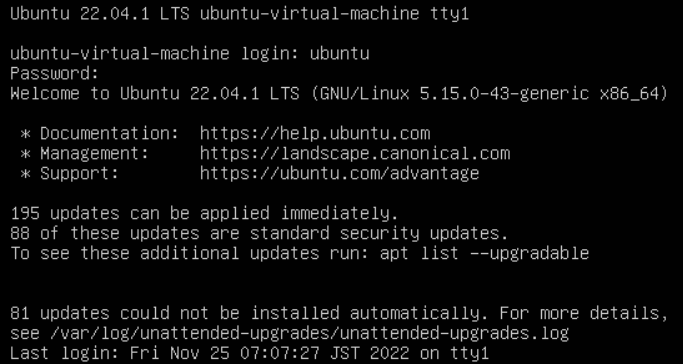 Ubuntu 22.04.1 LTS ubuntu-virtual-machine tty1
ubuntu-virtual-machine login: ubuntu
Password:
Welcome to Ubuntu 22.04.1 LTS (GNU/Linux 5.15.0-43-generic x86_64)
* Documentation:  https://help.ubuntu.com
* Management:     https://landscape.canonical.com
* Support:        https://ubuntu.com/advantage
195 updates can be applied immediately.
88 of these updates are standard security updates.
To see these additional updates run: apt list --upgradable
81 updates could not be installed automatically. For more details,
see /var/log/unattended-upgrades/unattended-upgrades.log
Last login: Fri Nov 25 07:07:27 JST 2022 on tty1